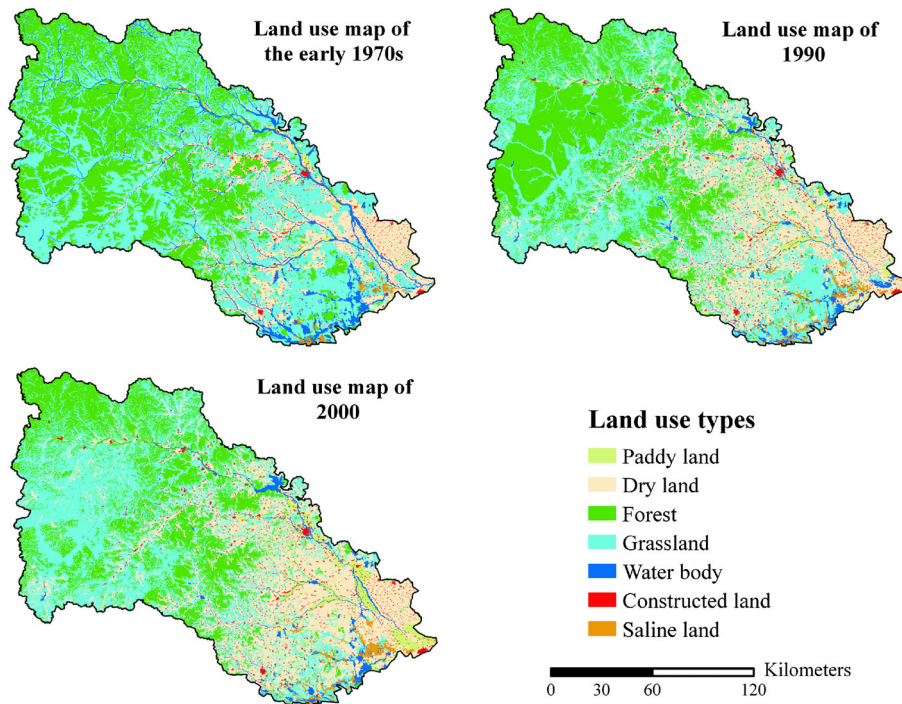 Land use map of
the early 1970s
Land use map of
1990
Land use map of
2000
Land use types
Paddy land
Dry land
Forest
Grassland
Water body
Constructed land
Saline land
Kilometers
0 30 60 120